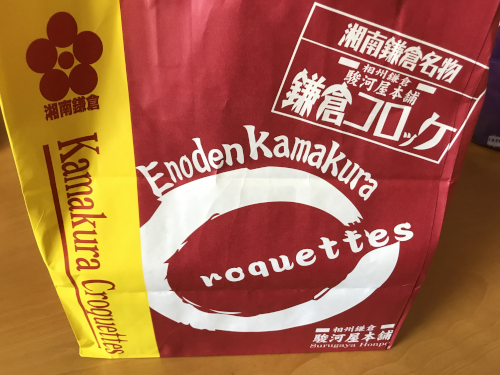 湘南鎌倉
Kamakura Croquettes
湘南鎌倉名物
相州鎌倉
駿河屋本舗
鎌倉コロッケ
Enoden Kamakura
Croquettes
相州鎌倉
駿河屋本舗
Surugaya Honpo